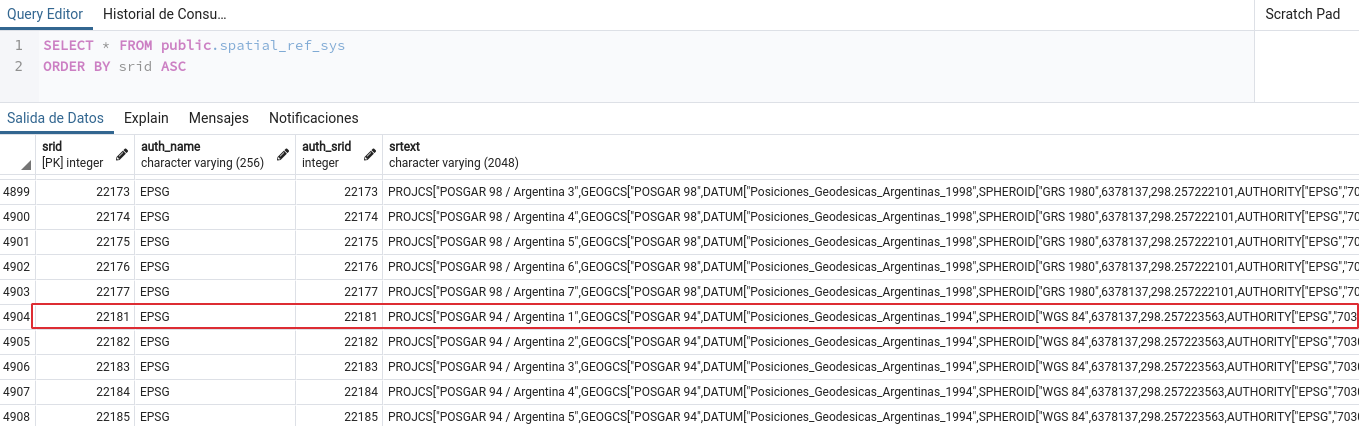 Query Editor Historial de Consu... Scratch Pad
1 SELECT * FROM public.spatial_ref_sys
2 ORDER BY srid ASC
Salida de Datos Explain Mensajes Notificaciones
srid auth_name auth_srid srtext
[PK] integer character varying (256) integer character varying (2048)
4899 22173 EPSG 22173 PROJCS["POSGAR 98 / Argentina 3",GEOGCS["POSGAR 98",DATUM["Posiciones_Geodesicas_Argentinas_1998",SPHEROID["GRS 1980",6378137,298.257222101,AUTHORITY["EPSG","70
4900 22174 EPSG 22174 PROJCS["POSGAR 98 / Argentina 4",GEOGCS["POSGAR 98",DATUM["Posiciones_Geodesicas_Argentinas_1998",SPHEROID["GRS 1980",6378137,298.257222101,AUTHORITY["EPSG","70
4901 22175 EPSG 22175 PROJCS["POSGAR 98 / Argentina 5",GEOGCS["POSGAR 98",DATUM["Posiciones_Geodesicas_Argentinas_1998",SPHEROID["GRS 1980",6378137,298.257222101,AUTHORITY["EPSG","70
4902 22176 EPSG 22176 PROJCS["POSGAR 98 / Argentina 6",GEOGCS["POSGAR 98",DATUM["Posiciones_Geodesicas_Argentinas_1998",SPHEROID["GRS 1980",6378137,298.257222101,AUTHORITY["EPSG","70
4903 22177 EPSG 22177 PROJCS["POSGAR 98 / Argentina 7",GEOGCS["POSGAR 98",DATUM["Posiciones_Geodesicas_Argentinas_1998",SPHEROID["GRS 1980",6378137,298.257222101,AUTHORITY["EPSG","70
4904 22181 EPSG 22181 PROJCS["POSGAR 94 / Argentina 1",GEOGCS["POSGAR 94",DATUM["Posiciones_Geodesicas_Argentinas_1994",SPHEROID["WGS 84",6378137,298.257223563,AUTHORITY["EPSG","703
4905 22182 EPSG 22182 PROJCS["POSGAR 94 / Argentina 2",GEOGCS["POSGAR 94",DATUM["Posiciones_Geodesicas_Argentinas_1994",SPHEROID["WGS 84",6378137,298.257223563,AUTHORITY["EPSG","7030
4906 22183 EPSG 22183 PROJCS["POSGAR 94 / Argentina 3",GEOGCS["POSGAR 94",DATUM["Posiciones_Geodesicas_Argentinas_1994",SPHEROID["WGS 84",6378137,298.257223563,AUTHORITY["EPSG","7030
4907 22184 EPSG 22184 PROJCS["POSGAR 94 / Argentina 4",GEOGCS["POSGAR 94",DATUM["Posiciones_Geodesicas_Argentinas_1994",SPHEROID["WGS 84",6378137,298.257223563,AUTHORITY["EPSG","7030
4908 22185 EPSG 22185 PROJCS["POSGAR 94 / Argentina 5",GEOGCS["POSGAR 94",DATUM["Posiciones_Geodesicas_Argentinas_1994",SPHEROID["WGS 84",6378137,298.257223563,AUTHORITY["EPSG","7030